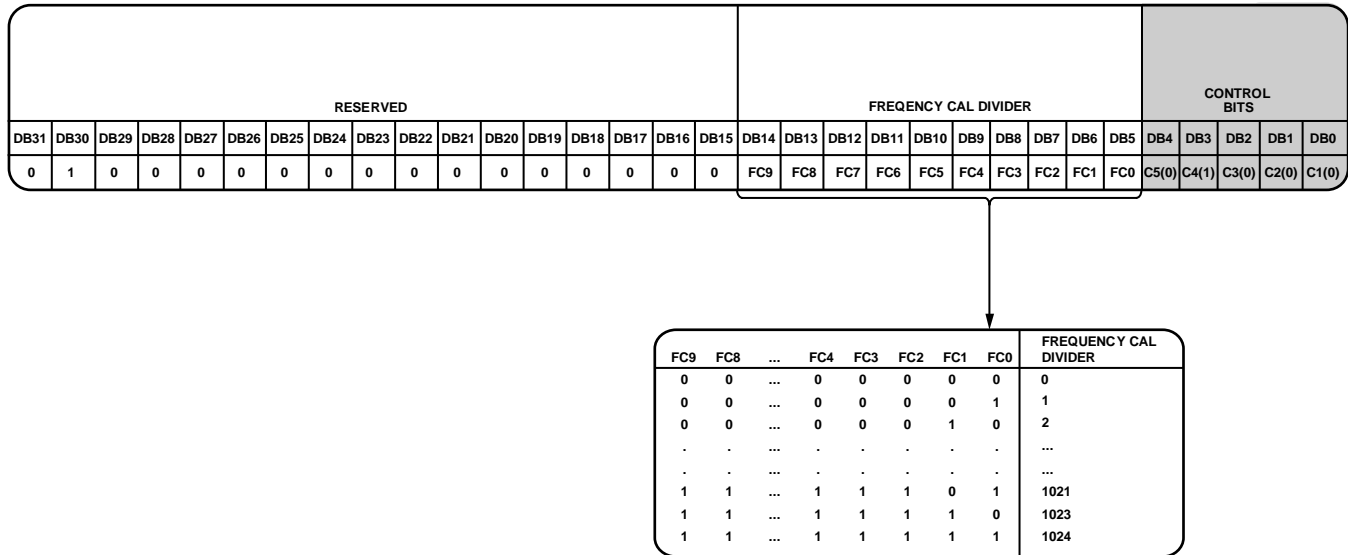 RESERVED FREQENCY CAL DIVIDER CONTROL BITS
DB31 DB30 DB29 DB28 DB27 DB26 DB25 DB24 DB23 DB22 DB21 DB20 DB19 DB18 DB17 DB16 DB15 DB14 DB13 DB12 DB11 DB10 DB9 DB8 DB7 DB6 DB5 DB4 DB3 DB2 DB1 DB0
0 1 0 0 0 0 0 0 0 0 0 0 0 0 0 0 0 FC9 FC8 FC7 FC6 FC5 FC4 FC3 FC2 FC1 FC0 C5(0) C4(1) C3(0) C2(0) C1(0)
FC9 FC8 ... FC4 FC3 FC2 FC1 FC0 FREQUENCY CAL DIVIDER
0 0 ... 0 0 0 0 0 0
0 0 ... 0 0 0 0 1 1
0 0 ... 0 0 0 1 0 2
. . ... . . . . . ...
. . ... . . . . . ...
1 1 ... 1 1 1 0 1 1021
1 1 ... 1 1 1 1 0 1023
1 1 ... 1 1 1 1 1 1024